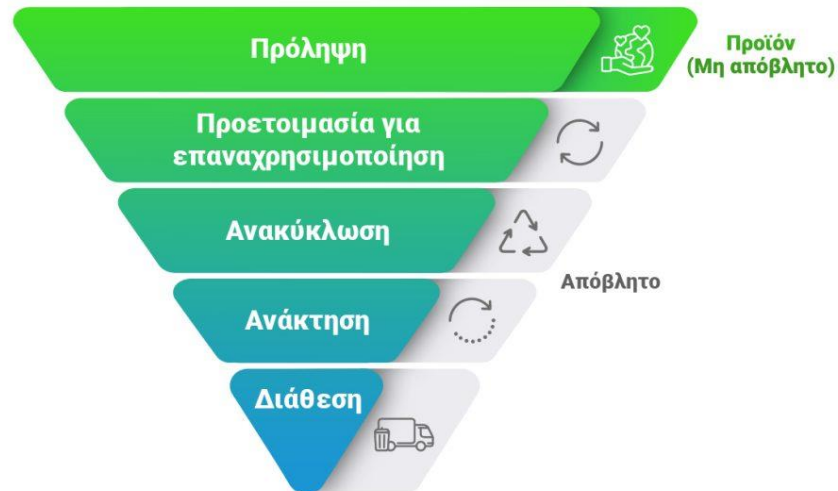 Πρόληψη
Προϊόν
(Μη απόβλητο)
Προετοιμασία για
επαναχρησιμοποίηση
Ανακύκλωση
Απόβλητο
Ανάκτηση
Διάθεση